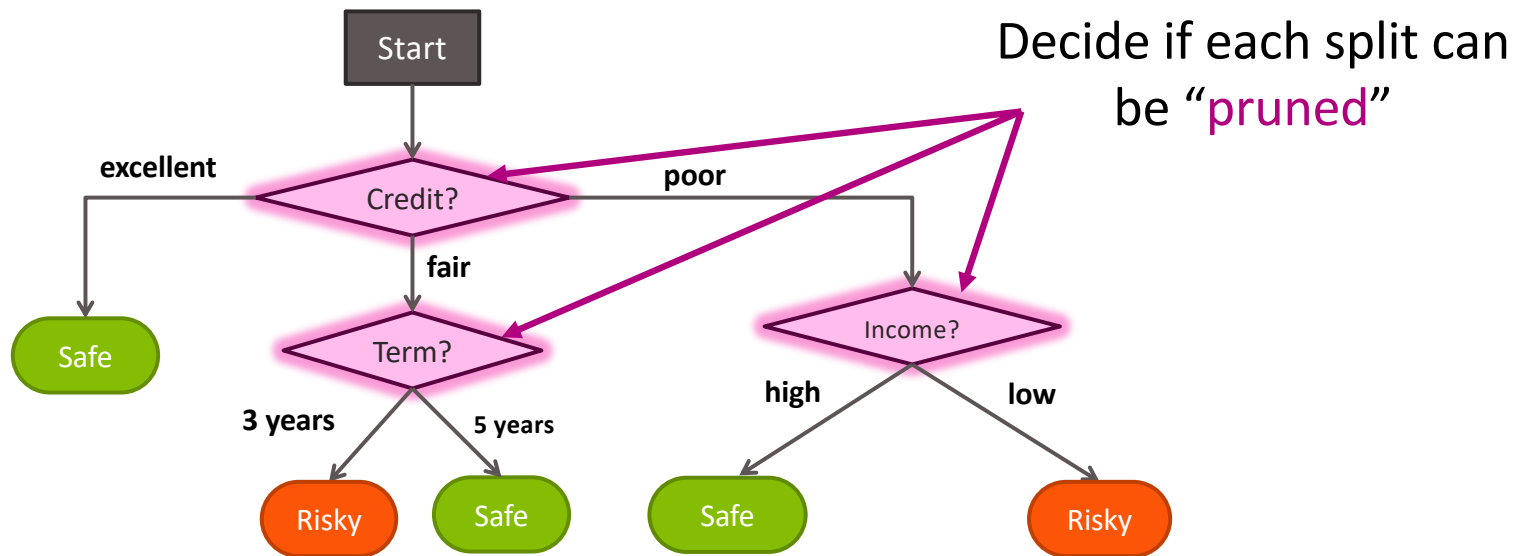 Start
Decide if each split can
be “pruned”
excellent
Credit?
poor
fair
Safe
Term?
Income?
3 years
5 years
high
low
Risky
Safe
Safe
Risky